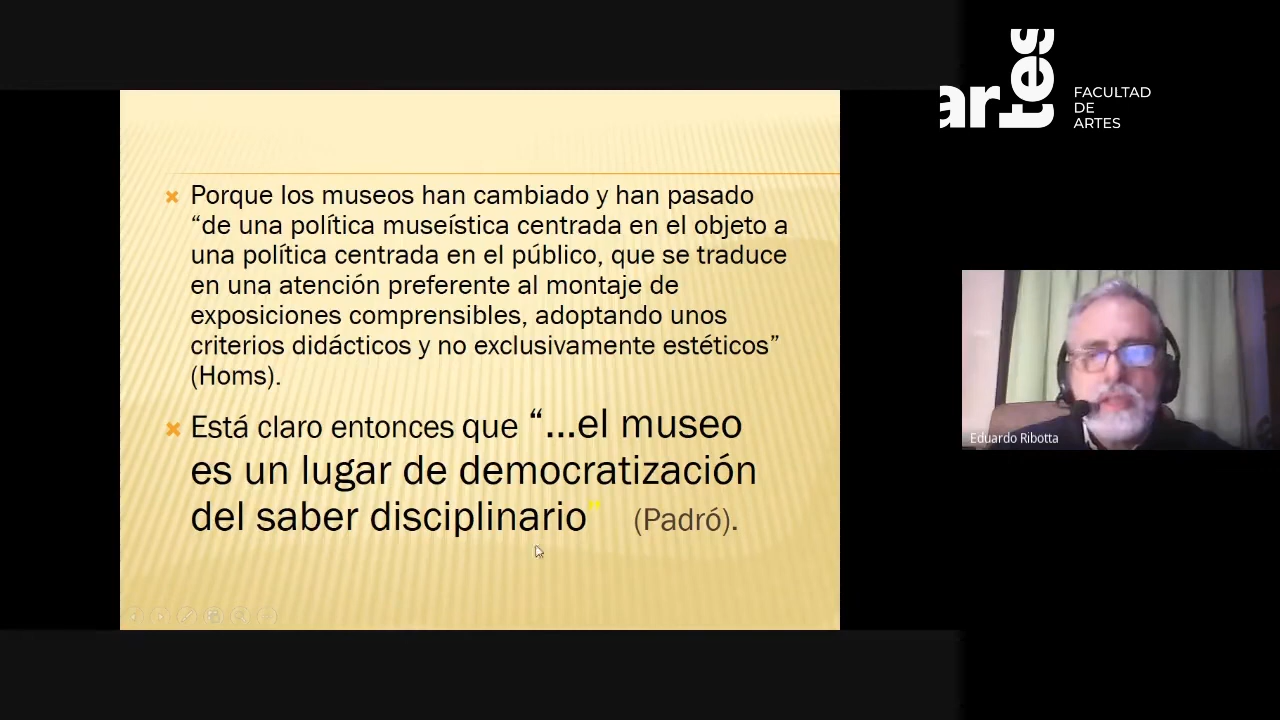 artes
FACULTAD
DE
ARTES
Porque los museos han cambiado y han pasado
“de una política museística centrada en el objeto a
una política centrada en el público, que se traduce
en una atención preferente al montaje de
exposiciones comprensibles, adoptando unos
criterios didácticos y no exclusivamente estéticos”
(Homs).
Está claro entonces que “...el museo
es un lugar de democratización
del saber disciplinario” (Padró).
Eduardo Ribotta